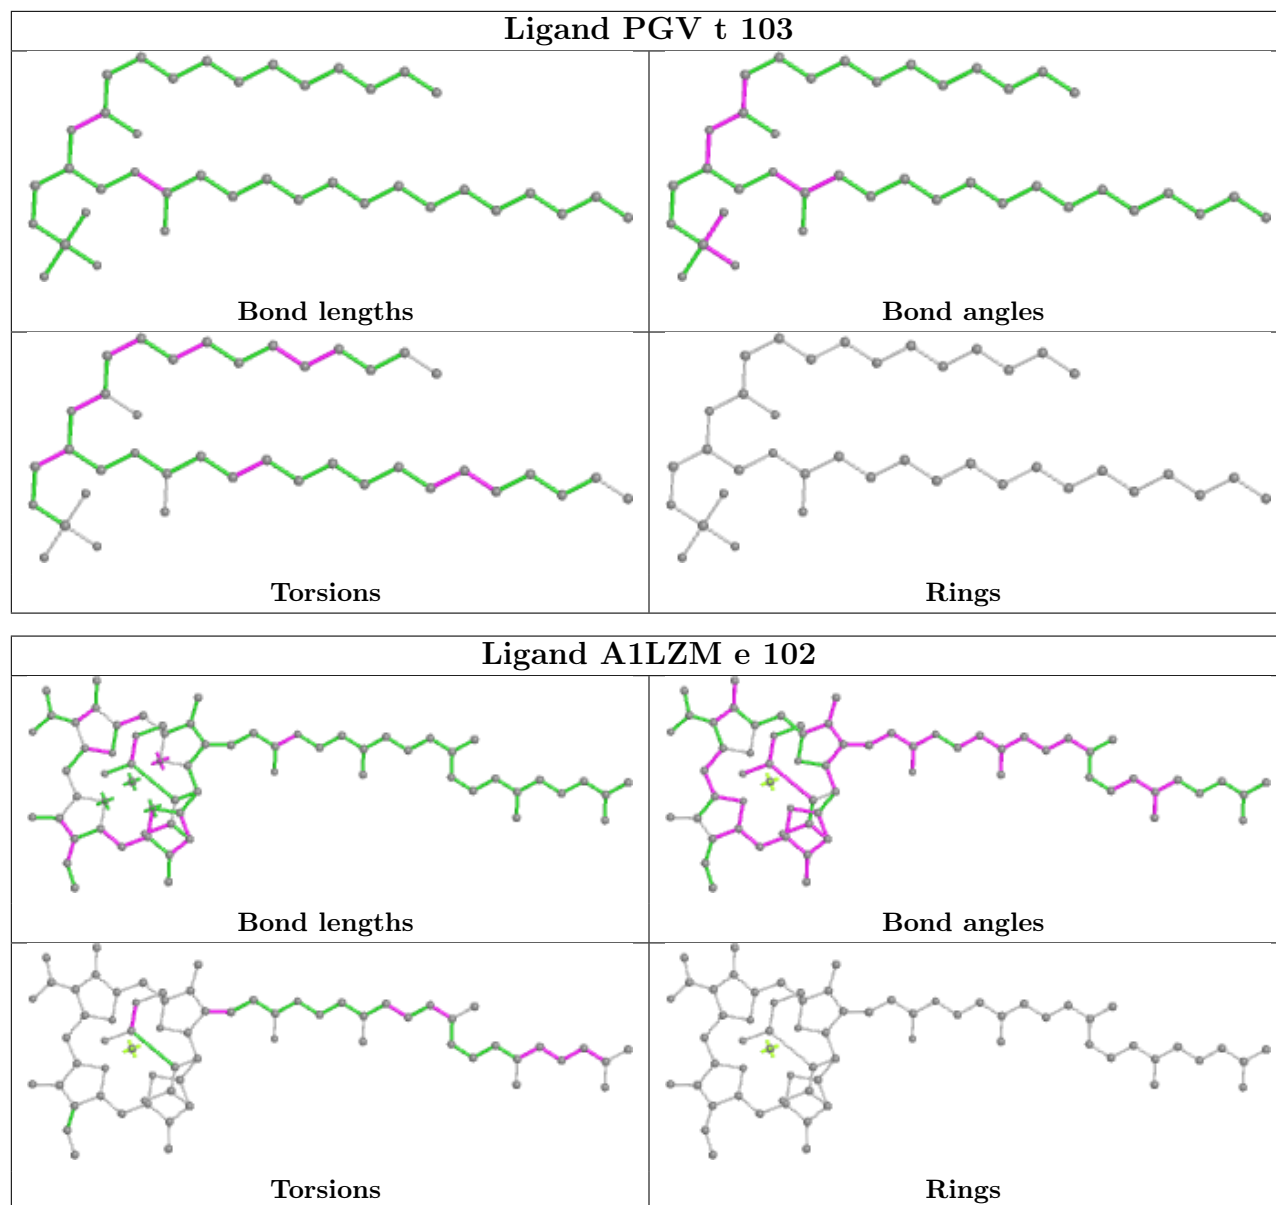 Ligand PGV t 103
Bond lengths
Bond angles
Torsions
Rings
Ligand A1LZM e 102
Bond lengths
Bond angles
Torsions
Rings